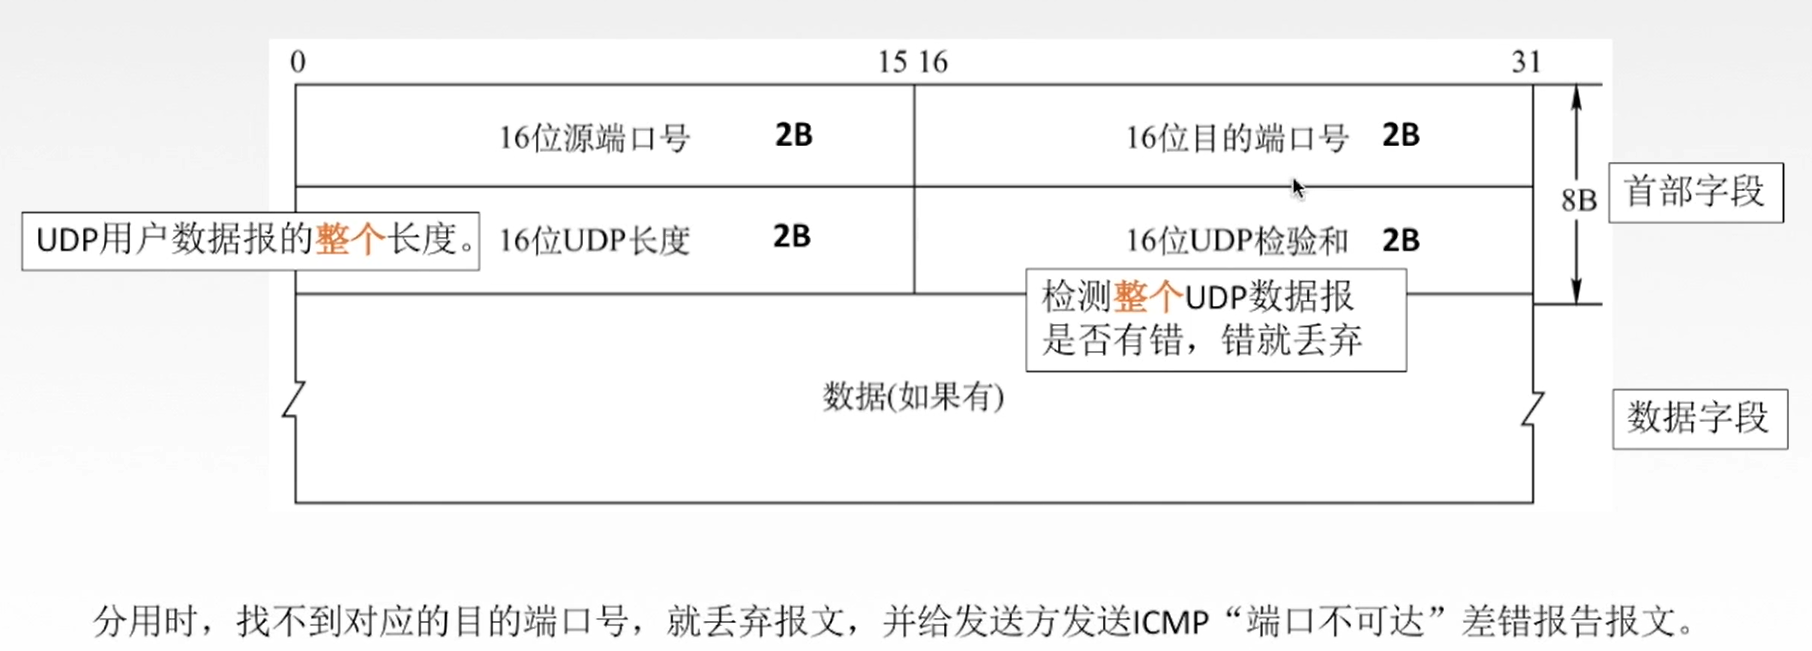 0 15 16 31
16位源端口号 2B 16位目的端口号 2B
8B 首部字段
UDP用户数据报的整个长度。 16位UDP长度 2B 16位UDP检验和 2B
检测整个UDP数据报
是否有错，错就丢弃
数据(如果有)
数据字段
分用时，找不到对应的目的端口号，就丢弃报文，并给发送方发送ICMP“端口不可达”差错报告报文。